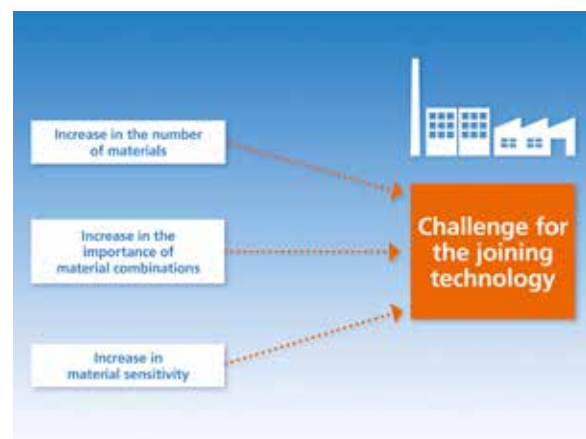 Increase in the number
of materials
Increase in the
importance of
material combinations
Increase in
material sensitivity
Challenge for
the joining
technology